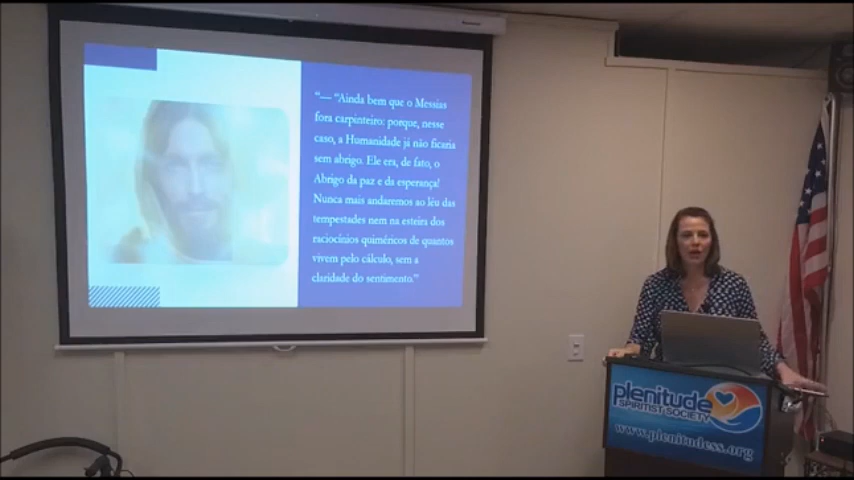 “— “Ainda bem que o Messias
fora carpinteiro: porque, nesse
caso, a Humanidade já não ficaria
sem abrigo. Ele era, de fato, o
Abrigo da paz e da esperança!
Nunca mais andaremos ao léu das
tempestades nem na esteira dos
raciocínios quiméricos de quantos
vivem pelo cálculo, sem a
claridade do sentimento.”
plenitude
SPIRITIST SOCIETY
www.plenitudess.org